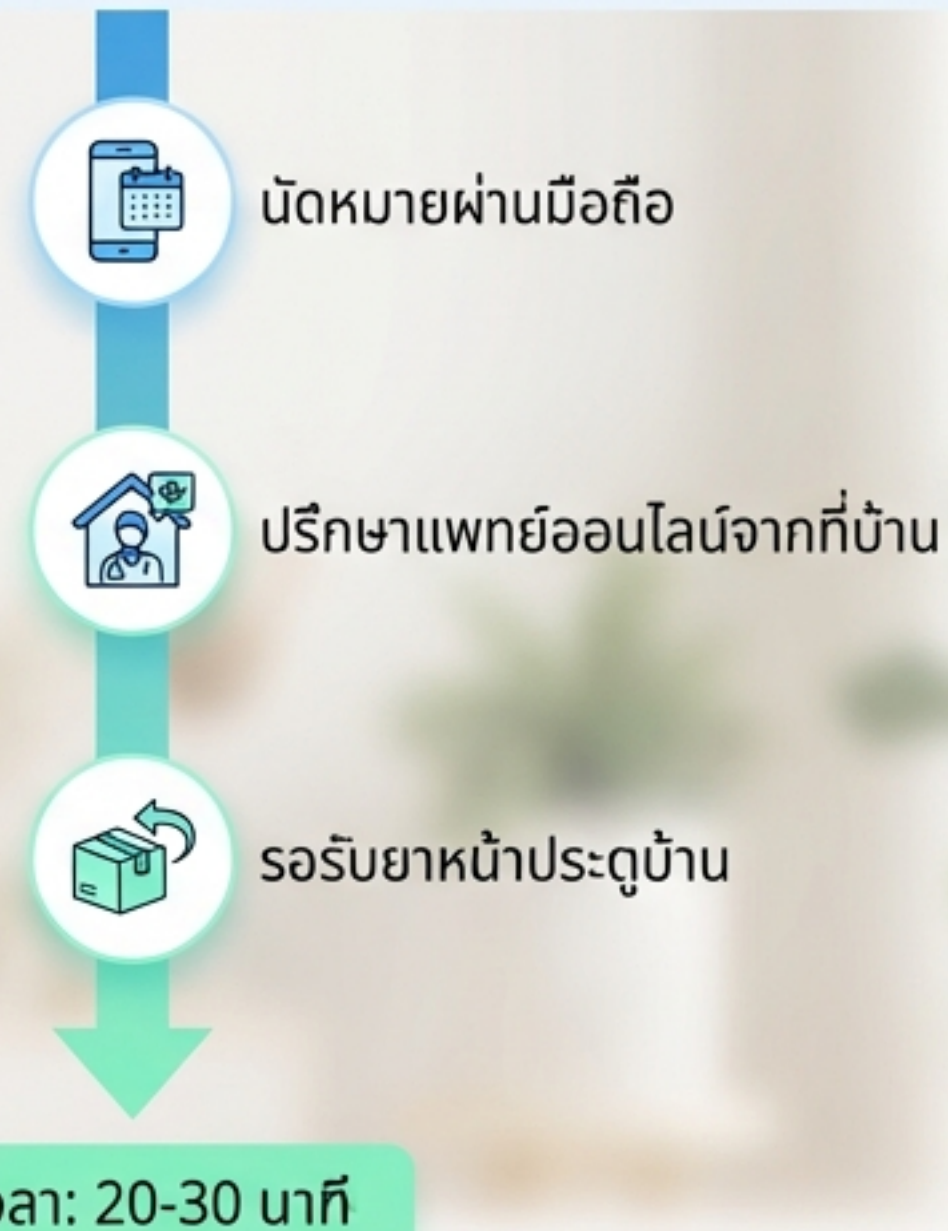 นัดหมายผ่านมือถือ
ปรึกษาแพทย์ออนไลน์จากที่บ้าน
รอรับยาหน้าประตูบ้าน
20-30 นาที